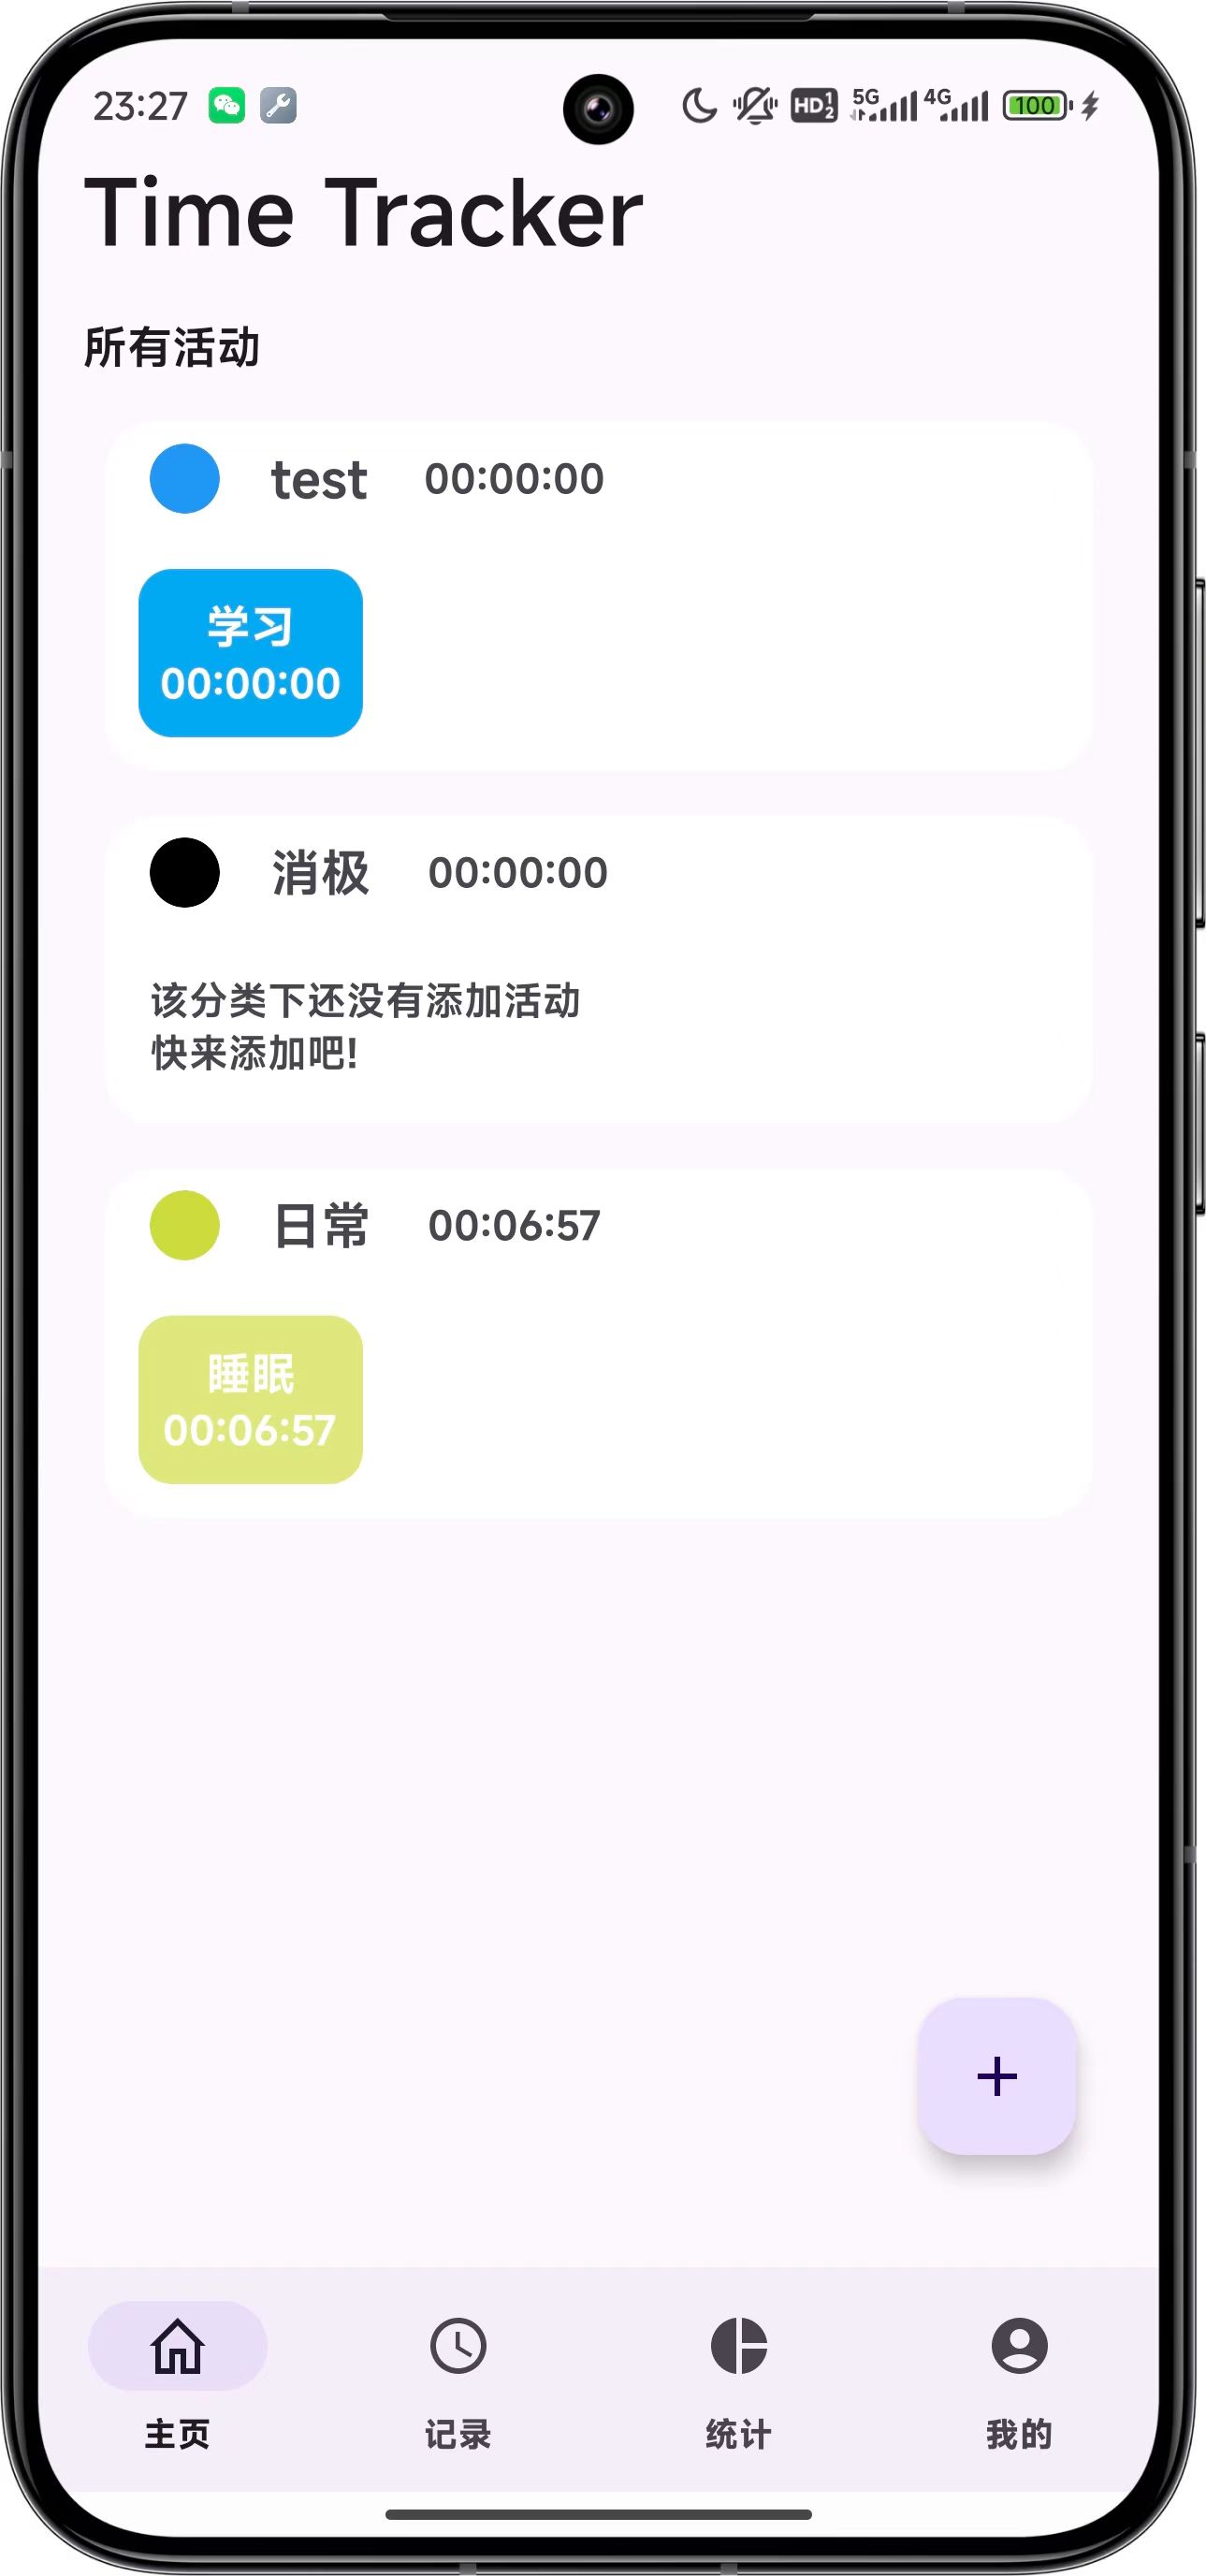 23:27
HD 1 2
5G
4G
100
Time Tracker
所有活动
test 00:00:00
学习
00:00:00
消极 00:00:00
该分类下还没有添加活动
快来添加吧!
日常 00:06:57
睡眠
00:06:57
+
主页 记录 统计 我的